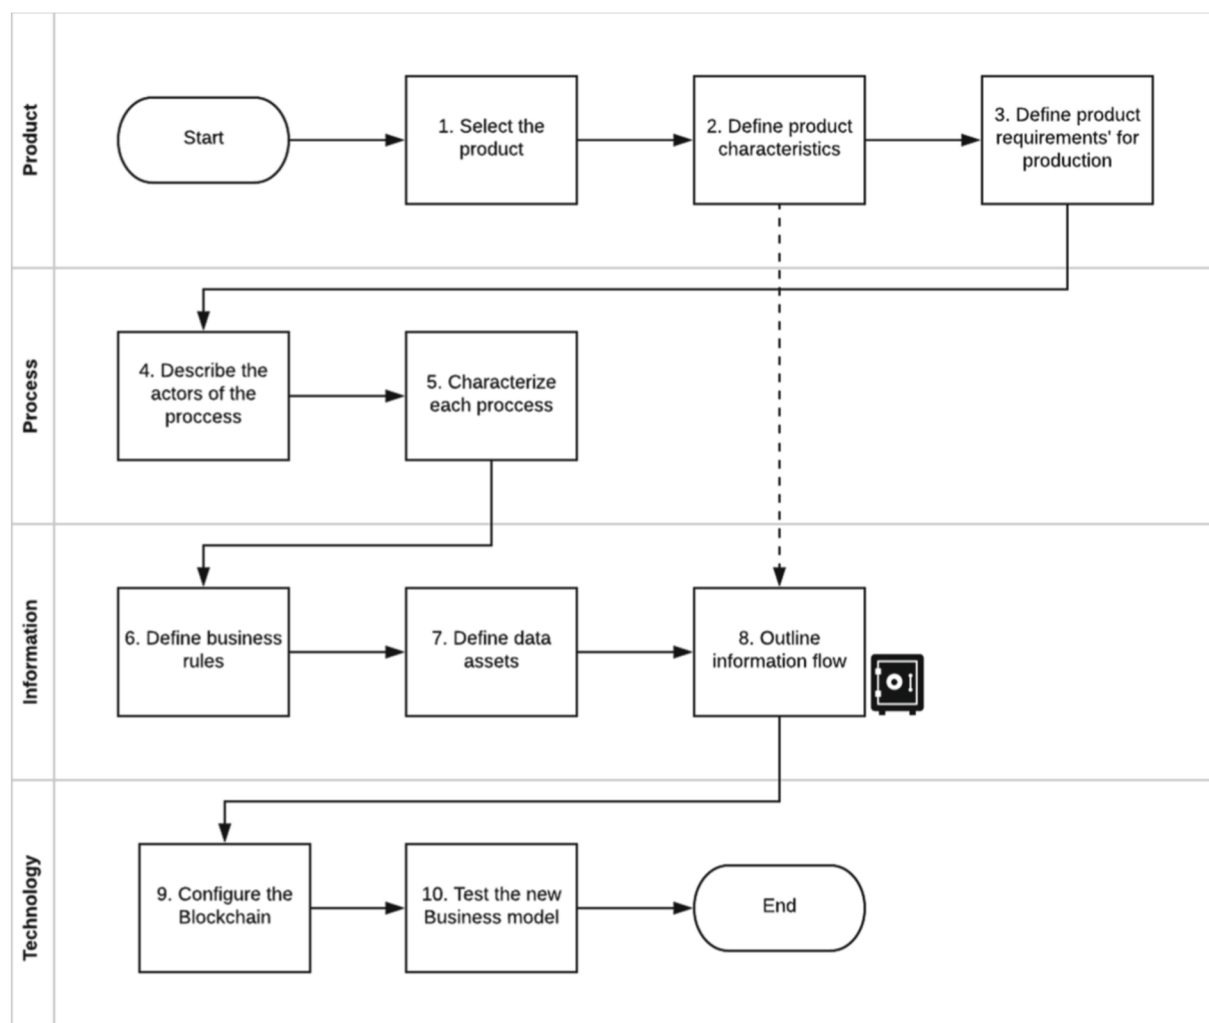 Product
Start
1. Select the
product
2. Define product
characteristics
3. Define product
requirements' for
production
Process
4. Describe the
actors of the
proccess
5. Characterize
each proccess
Information
6. Define business
rules
7. Define data
assets
8. Outline
information flow
Technology
9. Configure the
Blockchain
10. Test the new
Business model
End